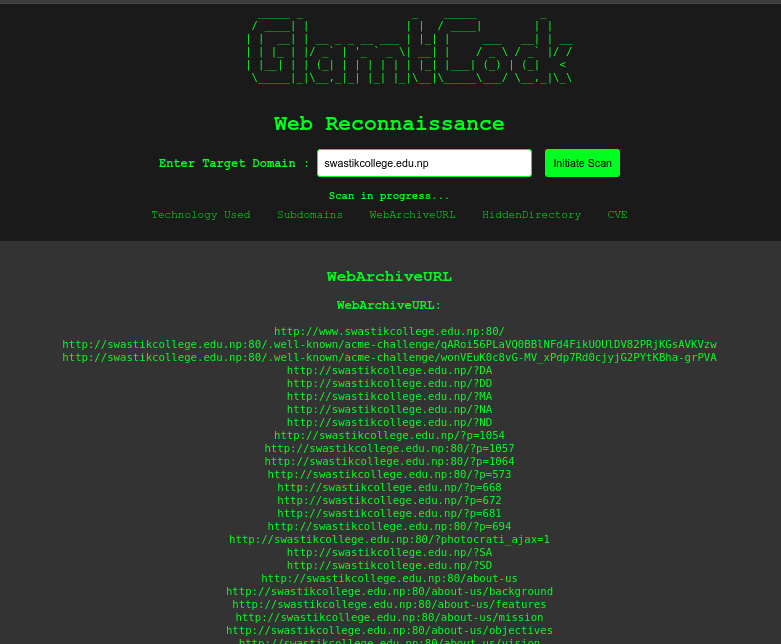 Web Reconnaissance
Enter Target Domain : swastikcollege.edu.np Initiate Scan
Scan in progress...
Technology Used Subdomains WebArchiveURL HiddenDirectory CVE
WebArchiveURL
WebArchiveURL:
http://www.swastikcollege.edu.np:80/
http://swastikcollege.edu.np:80/.well-known/acme-challenge/qARoi56PLaVQ0BBlNFd4FikUOUlDV82PRjKGsAVKVzw
http://swastikcollege.edu.np:80/.well-known/acme-challenge/wonVEuK0c8vG-MV_xPdp7Rd0cjyjG2PYtKBha-grPVA
http://swastikcollege.edu.np/?DA
http://swastikcollege.edu.np/?DD
http://swastikcollege.edu.np/?MA
http://swastikcollege.edu.np/?NA
http://swastikcollege.edu.np/?ND
http://swastikcollege.edu.np/?p=1054
http://swastikcollege.edu.np:80/?p=1057
http://swastikcollege.edu.np:80/?p=1064
http://swastikcollege.edu.np:80/?p=573
http://swastikcollege.edu.np/?p=668
http://swastikcollege.edu.np/?p=672
http://swastikcollege.edu.np/?p=681
http://swastikcollege.edu.np:80/?p=694
http://swastikcollege.edu.np:80/?photocrati_ajax=1
http://swastikcollege.edu.np/?SA
http://swastikcollege.edu.np/?SD
http://swastikcollege.edu.np:80/about-us
http://swastikcollege.edu.np:80/about-us/background
http://swastikcollege.edu.np:80/about-us/features
http://swastikcollege.edu.np:80/about-us/mission
http://swastikcollege.edu.np:80/about-us/objectives
http://swastikcollege.edu.np:80/about-us/vision